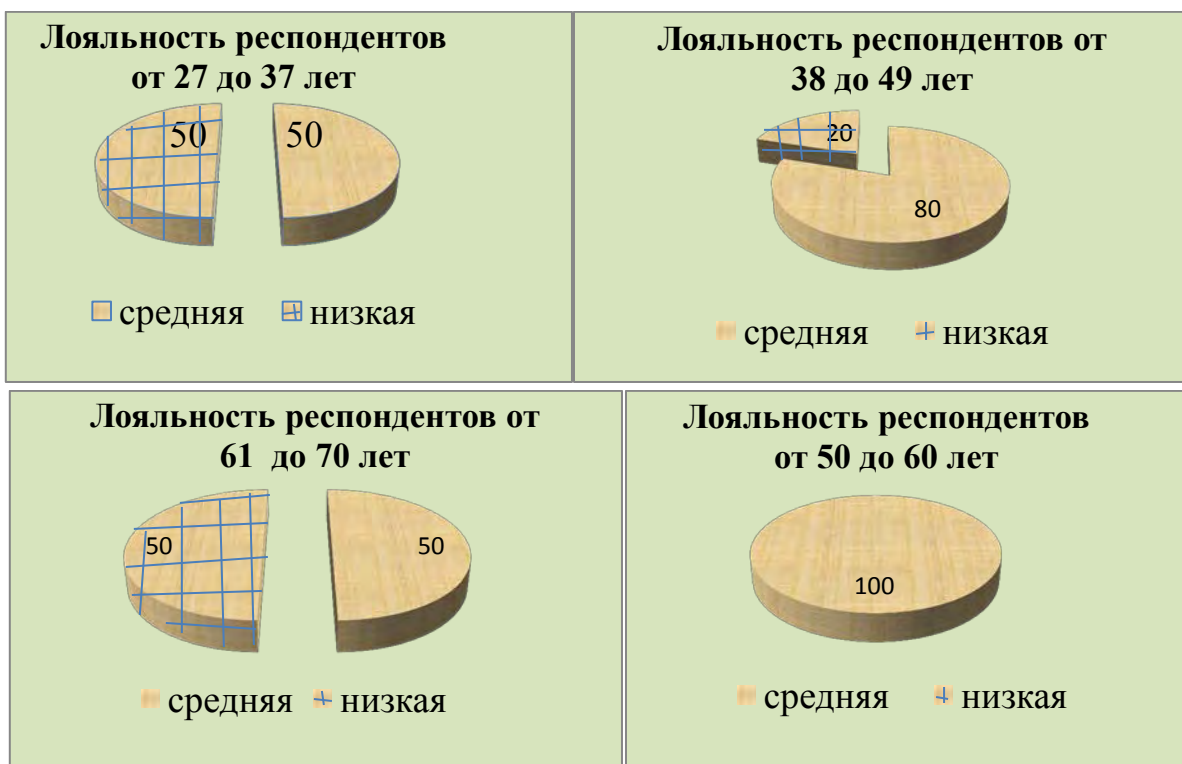 Лояльность респондентов
от 27 до 37 лет
50 50
средняя низкая
Лояльность респондентов от
38 до 49 лет
20
80
средняя низкая
Лояльность респондентов от
61 до 70 лет
50 50
средняя низкая
Лояльность респондентов
от 50 до 60 лет
100
средняя низкая